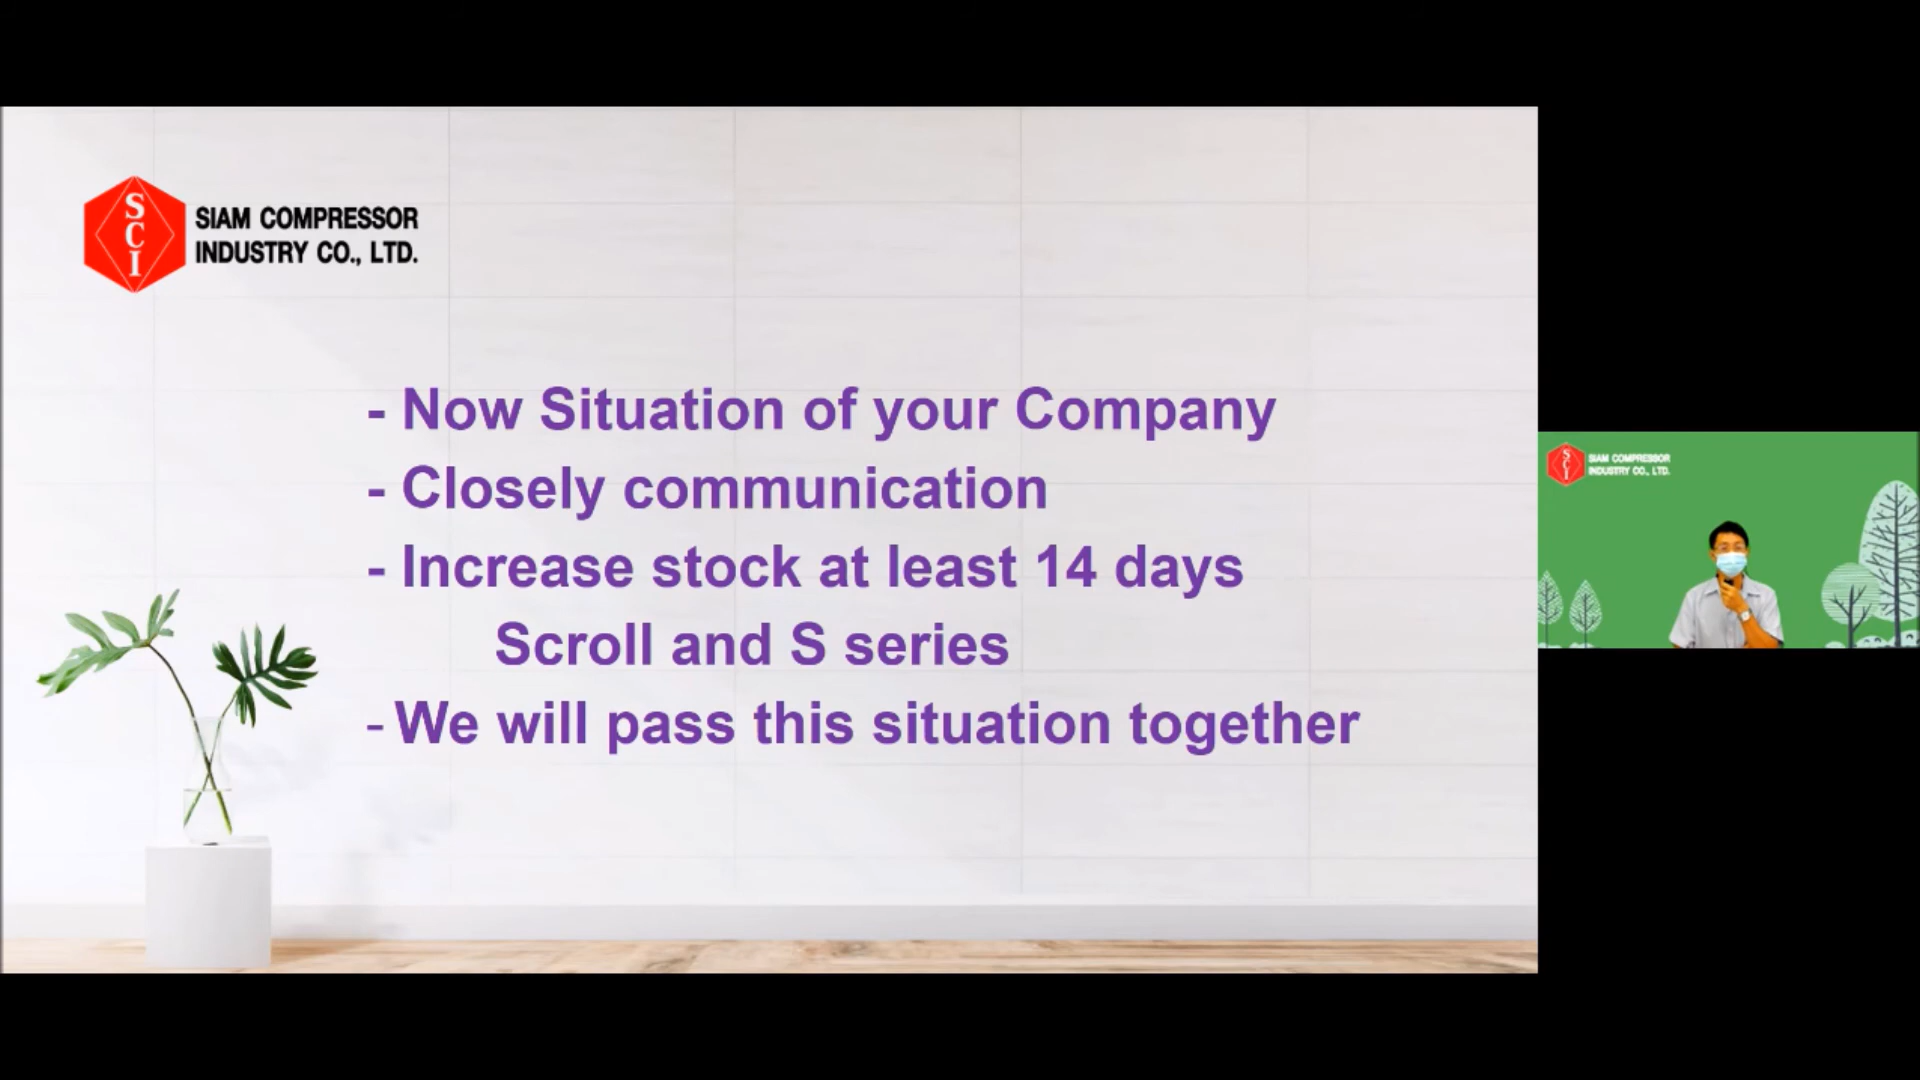 SCI
SIAM COMPRESSOR
INDUSTRY CO., LTD.
- Now Situation of your Company
- Closely communication
- Increase stock at least 14 days
Scroll and S series
- We will pass this situation together
SCI
SIAM COMPRESSOR
INDUSTRY CO., LTD.